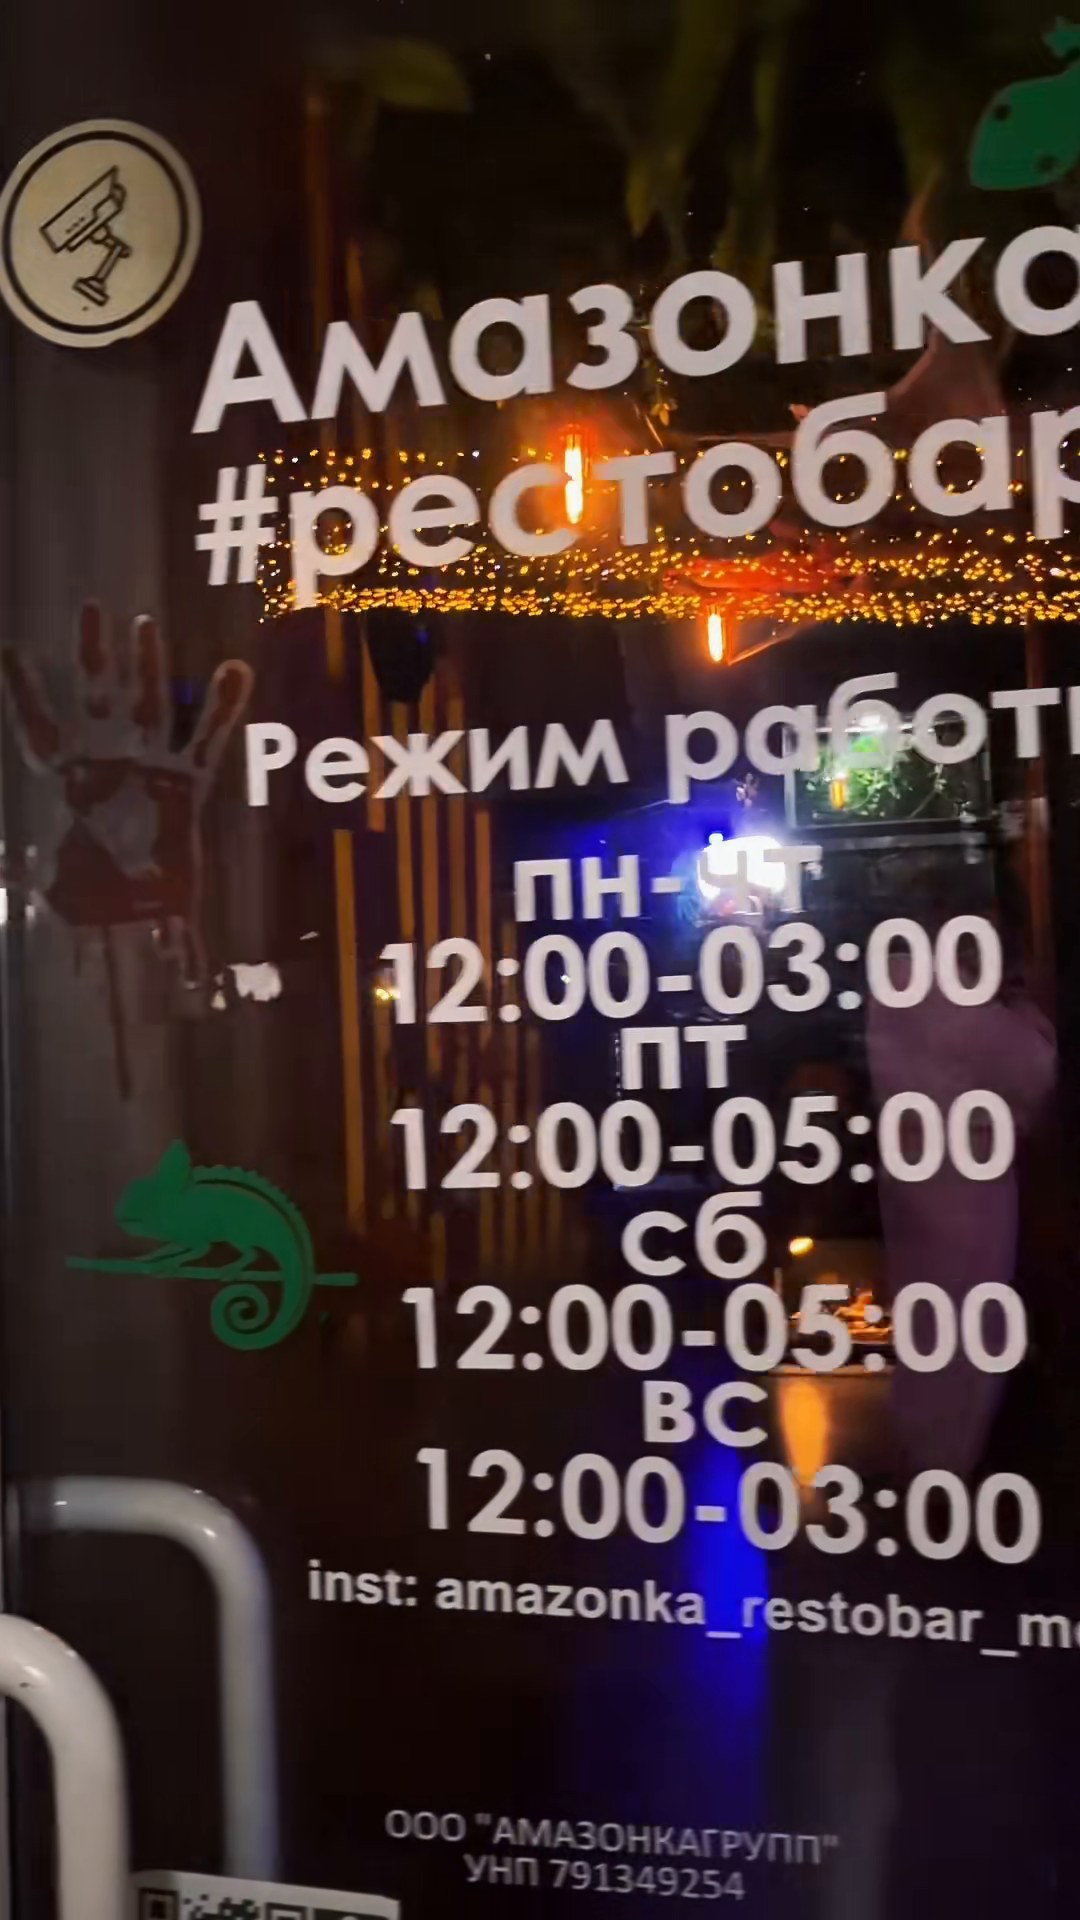 Амазонка
#рестобар
Режим работы
пн-чт
12:00-03:00
пт
12:00-05:00
сб
12:00-05:00
вс
12:00-03:00
inst: amazonka_restobar_m
ООО "АМАЗОНКАГРУПП"
УНП 791349254